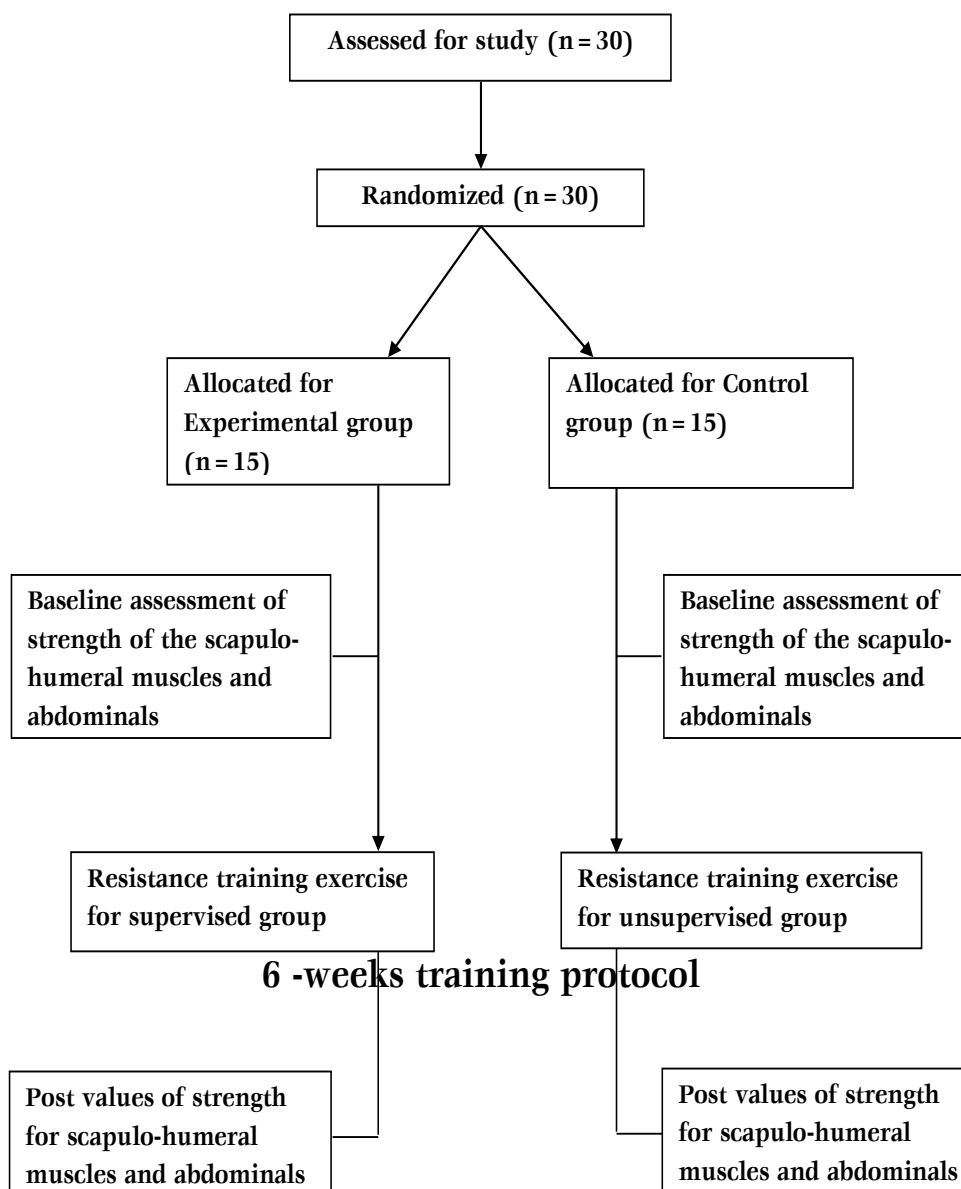 Assessed for study (n=30)
Randomized (n=30)
Allocated for
Experimental group
(n=15)
Allocated for Control
group (n=15)
Baseline assessment of
strength of the scapulo-
humeral muscles and
abdominals
Baseline assessment of
strength of the scapulo-
humeral muscles and
abdominals
Resistance training exercise
for supervised group
Resistance training exercise
for unsupervised group
6 -weeks training protocol
Post values of strength
for scapulo-humeral
muscles and abdominals
Post values of strength
for scapulo-humeral
muscles and abdominals